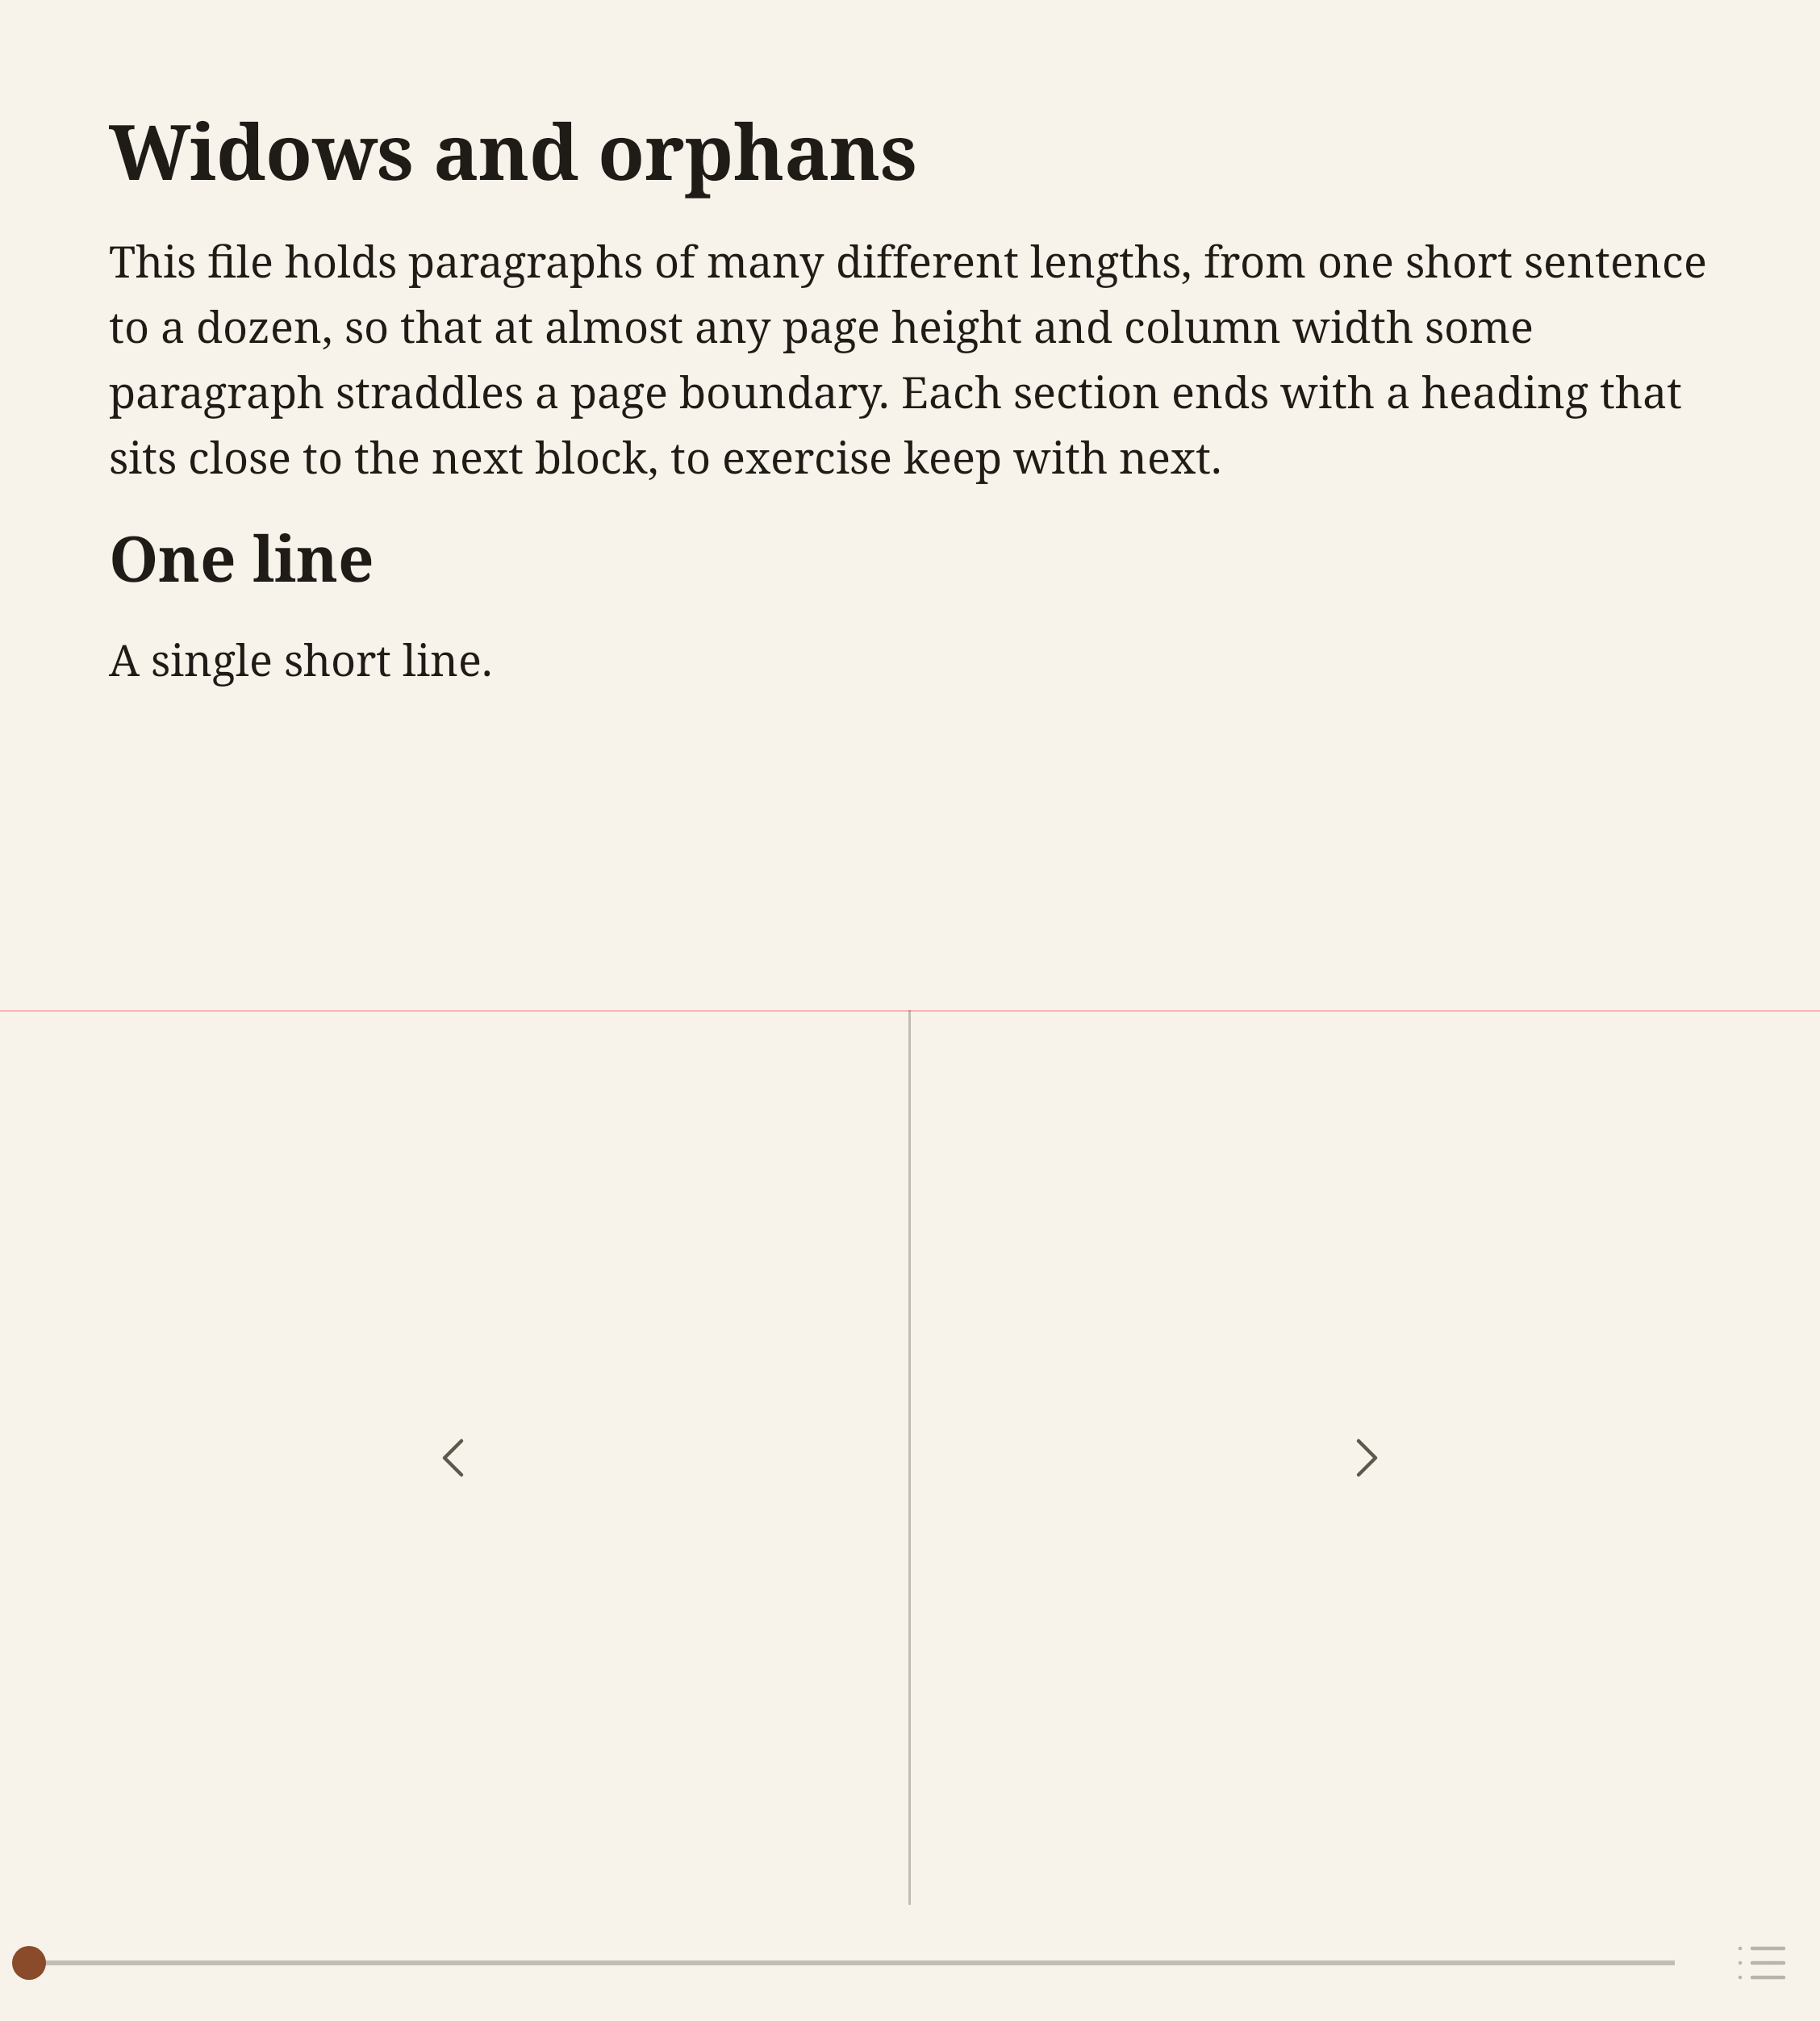 Widows and orphans
This file holds paragraphs of many different lengths, from one short sentence
to a dozen, so that at almost any page height and column width some
paragraph straddles a page boundary. Each section ends with a heading that
sits close to the next block, to exercise keep with next.
One line
A single short line.